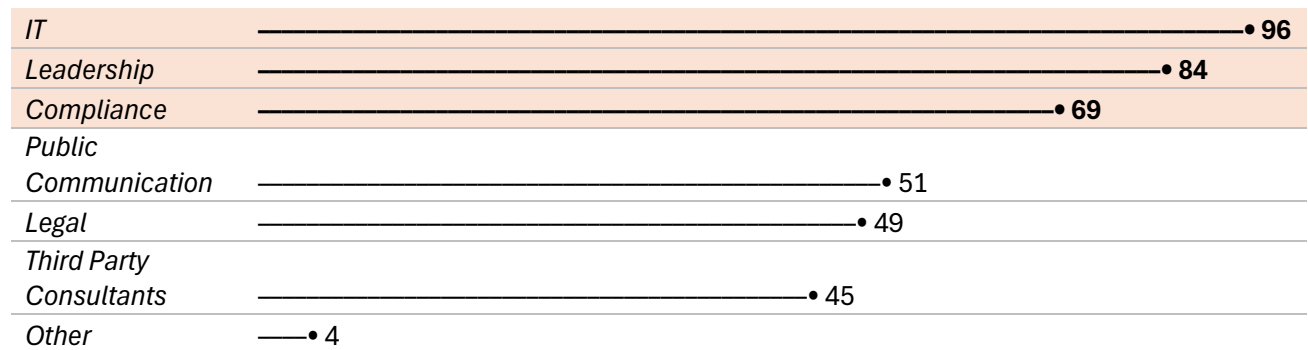 IT • 96
Leadership • 84
Compliance • 69
Public
Communication • 51
Legal • 49
Third Party
Consultants • 45
Other • 4